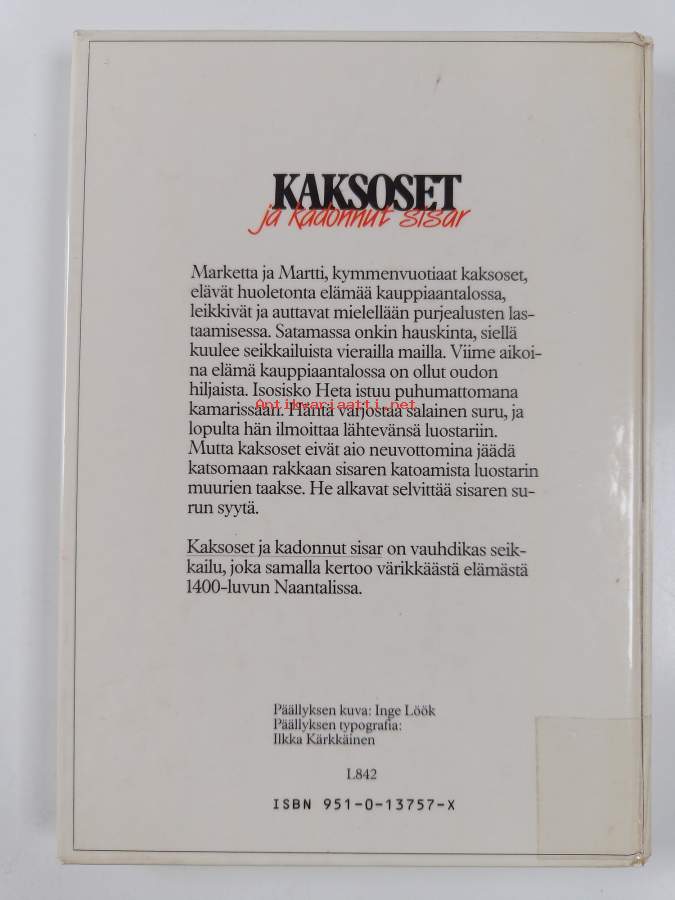 KAKSOSET
ja kadonnut sisar
Marketta ja Martti, kymmenvuotiaat kaksoset,
elävät huoletonta elämää kauppiaantalossa,
leikkivät ja auttavat mielellään purjealusten las-
taamisessa. Satamassa onkin hauskinta, siellä
kuulee seikkailuista vierailla mailla. Viime aikoi-
na elämä kauppiaantalossa on ollut oudon
hiljaista. Isosisko Heta istuu puhumattomana
kamarissaan. Häntä varjostaa salainen suru, ja
Antikvariaatti.net
lopulta hän ilmoittaa lähtevänsä luostariin.
Mutta kaksoset eivät aio neuvottomina jäädä
katsomaan rakkaan sisaren katoamista luostarin
muurien taakse. He alkavat selvittää sisaren su-
run syytä.
Kaksoset ja kadonnut sisar on vauhdikas seik-
kailu, joka samalla kertoo värikkäästä elämästä
1400-luvun Naantalissa.
Päällyksen kuva: Inge Löök
Päällyksen typografia:
Ilkka Kärkkäinen
L842
ISBN 951-0-13757-X